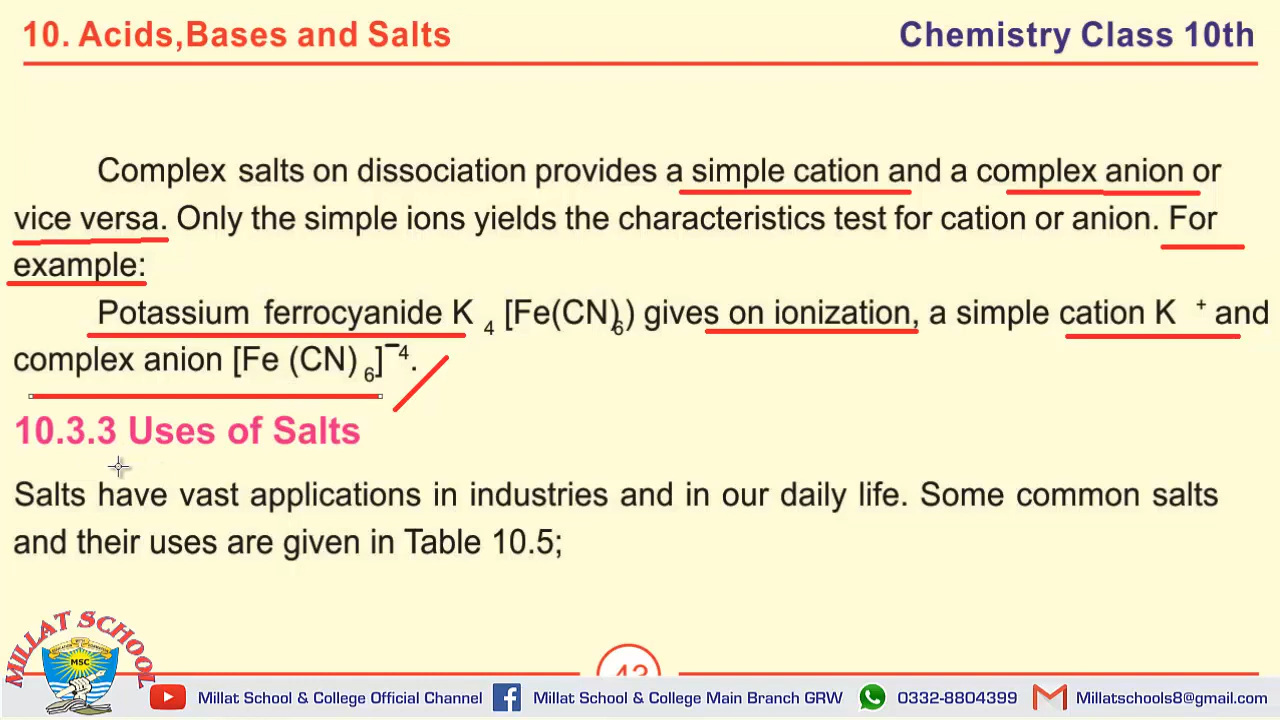 10. Acids,Bases and Salts Chemistry Class 10th
Complex salts on dissociation provides a simple cation and a complex anion or
vice versa. Only the simple ions yields the characteristics test for cation or anion. For
example:
Potassium ferrocyanide K 4 [Fe(CN)6) gives on ionization, a simple cation K + and
complex anion [Fe (CN) 6]–4.
10.3.3 Uses of Salts
Salts have vast applications in industries and in our daily life. Some common salts
and their uses are given in Table 10.5;
MILLAT SCHOOL
MSC
Millat School & College Official Channel Millat School & College Main Branch GRW 0332-8804399 Millatschools8@gmail.com